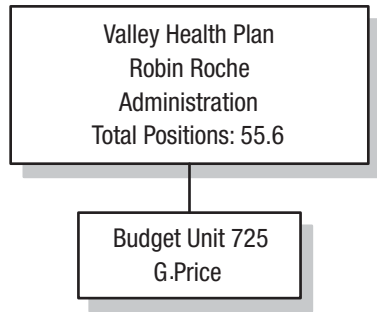 Valley Health Plan
Robin Roche
Administration
Total Positions: 55.6
Budget Unit 725
G.Price